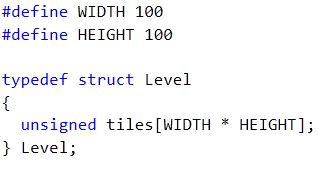 #define WIDTH 100
#define HEIGHT 100

typedef struct Level
{
  unsigned tiles[WIDTH * HEIGHT];
} Level;